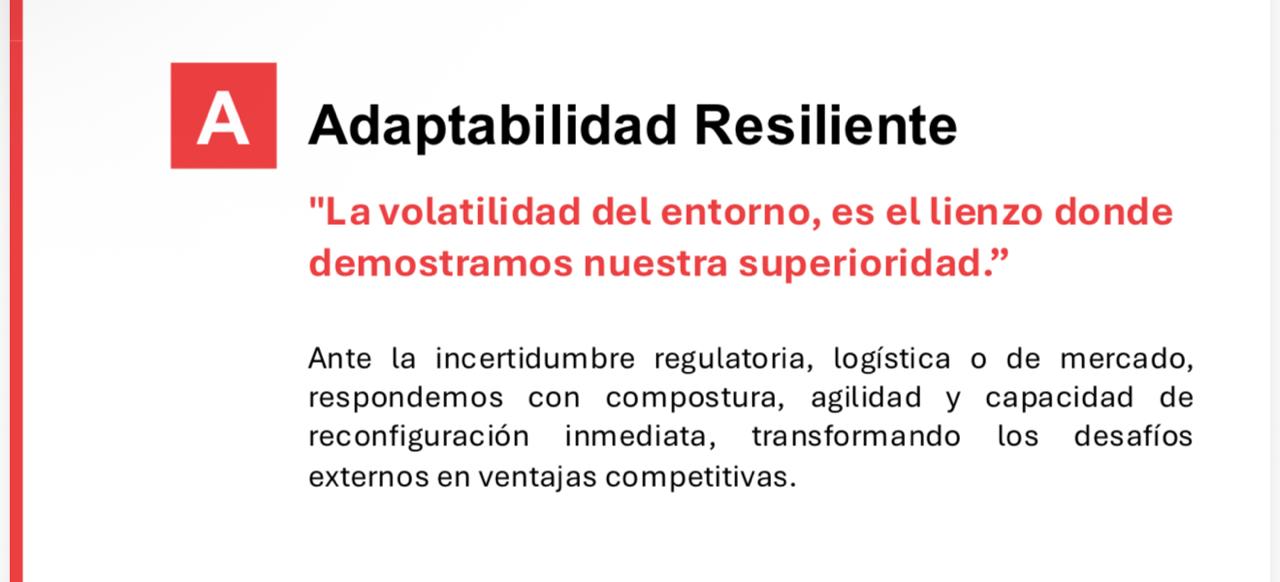 A
Adaptabilidad Resiliente
"La volatilidad del entorno, es el lienzo donde
demostramos nuestra superioridad.”
Ante la incertidumbre regulatoria, logística o de mercado,
respondemos con compostura, agilidad y capacidad de
reconfiguración inmediata, transformando los desafíos
externos en ventajas competitivas.